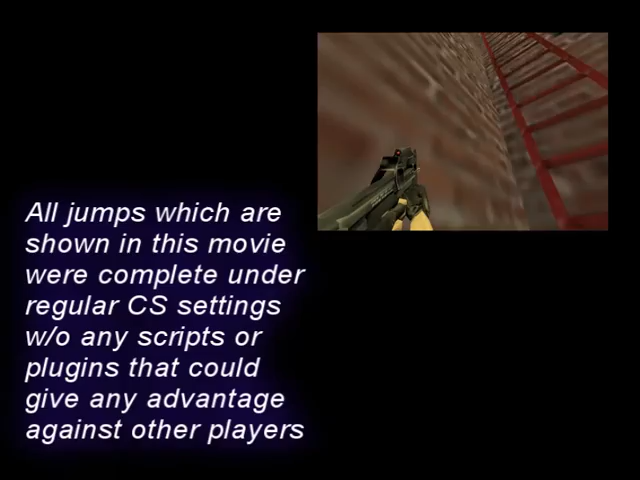 All jumps which are
shown in this movie
were complete under
regular CS settings
w/o any scripts or
plugins that could
give any advantage
against other players